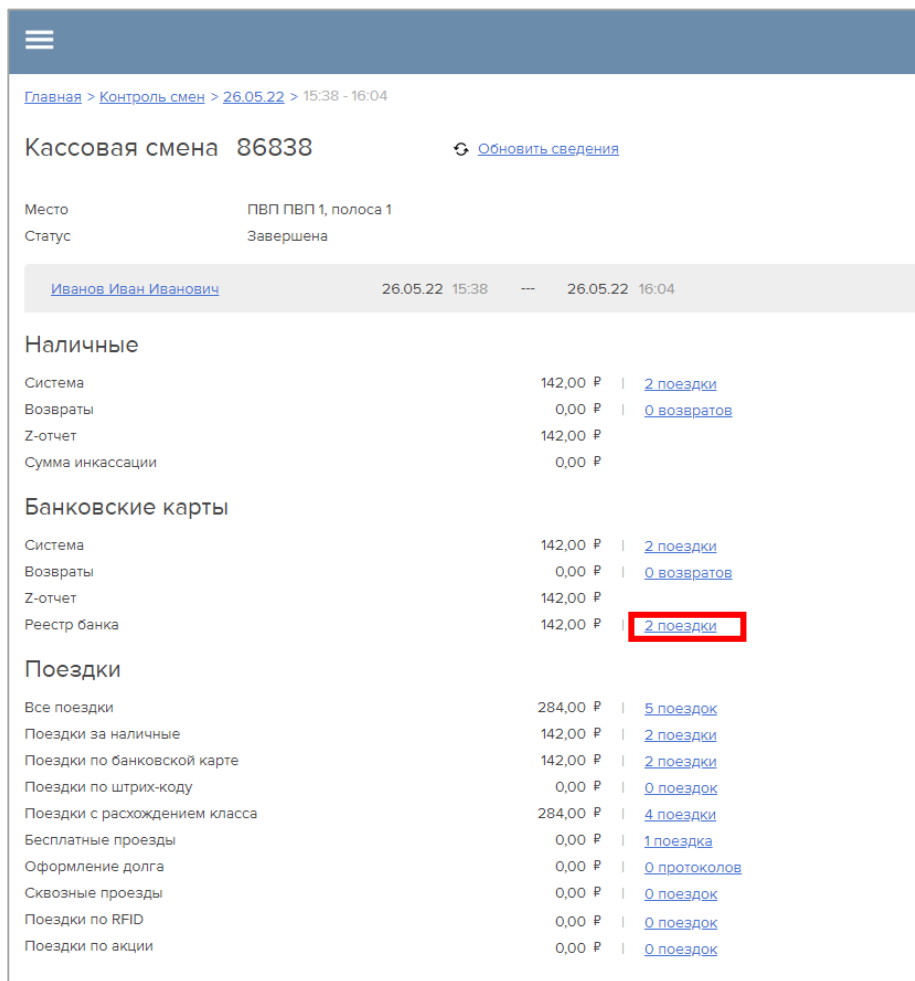 Главная > Контроль смен > 26.05.22 > 15:38 - 16:04
Кассовая смена 86838 Обновить сведения
Место ПВП ПВП 1, полоса 1
Статус Завершена
Иванов Иван Иванович 26.05.22 15:38 --- 26.05.22 16:04
Наличные
Система 142,00 ₽ | 2 поездки
Возвраты 0,00 ₽ | 0 возвратов
Z-отчет 142,00 ₽
Сумма инкассации 0,00 ₽
Банковские карты
Система 142,00 ₽ | 2 поездки
Возвраты 0,00 ₽ | 0 возвратов
Z-отчет 142,00 ₽
Реестр банка 142,00 ₽ | 2 поездки
Поездки
Все поездки 284,00 ₽ | 5 поездок
Поездки за наличные 142,00 ₽ | 2 поездки
Поездки по банковской карте 142,00 ₽ | 2 поездки
Поездки по штрих-коду 0,00 ₽ | 0 поездок
Поездки с расхождением класса 284,00 ₽ | 4 поездки
Бесплатные проезды 0,00 ₽ | 1 поездка
Оформление долга 0,00 ₽ | 0 протоколов
Сквозные проезды 0,00 ₽ | 0 поездок
Поездки по RFID 0,00 ₽ | 0 поездок
Поездки по акции 0,00 ₽ | 0 поездок